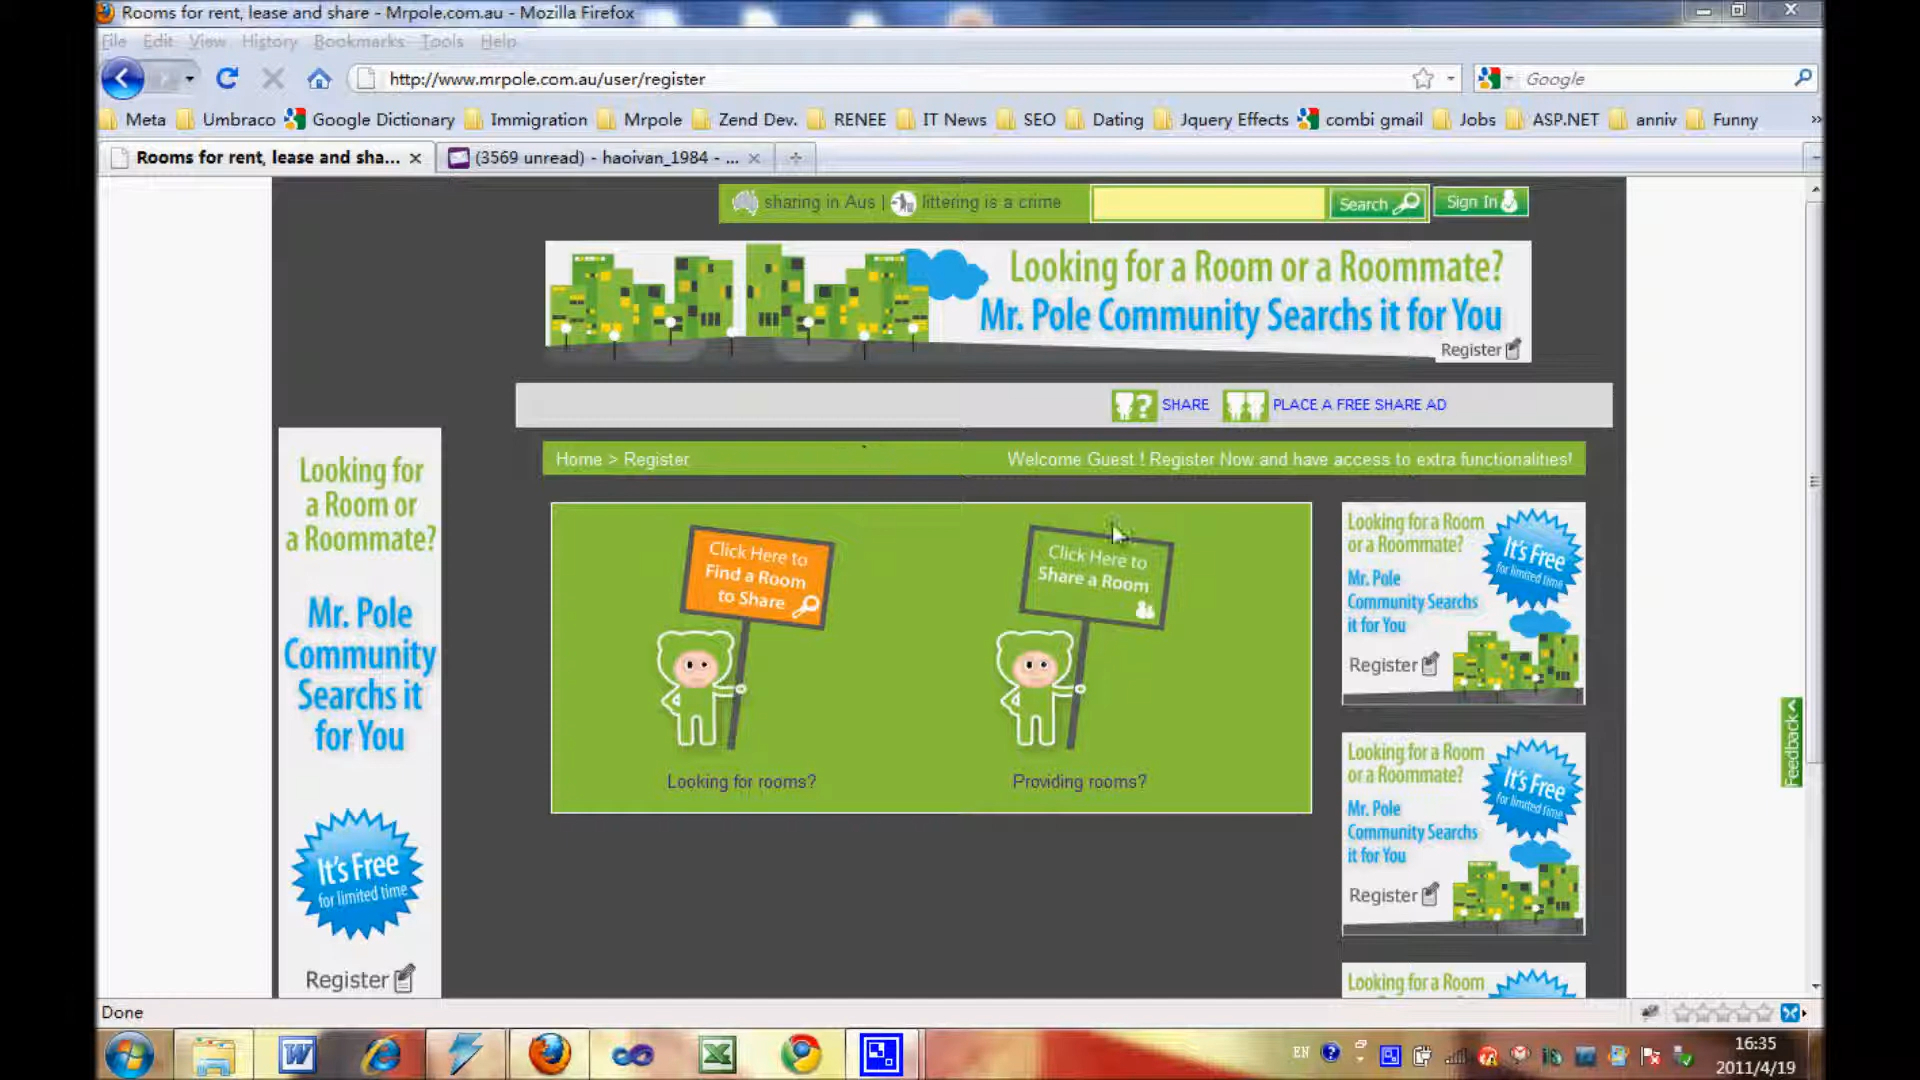 Rooms for rent, lease and share - Mrpole.com.au - Mozilla Firefox
File Edit View History Bookmarks Tools Help
http://www.mrpole.com.au/user/register
Google
Meta Umbraco Google Dictionary Immigration Mrpole Zend Dev. RENEE IT News SEO Dating Jquery Effects combi gmail Jobs ASP.NET anniv Funny »
Rooms for rent, lease and sha...
(3569 unread) - haoivan_1984 - ...
sharing in Aus | littering is a crime
Search
Sign In
Looking for a Room or a Roommate?
Mr. Pole Community Searchs it for You
Register
SHARE
PLACE A FREE SHARE AD
Home > Register
Welcome Guest ! Register Now and have access to extra functionalities!
Looking for
a Room or
a Roommate?
Mr. Pole
Community
Searchs it
for You
It's Free
for limited time
Register
Click Here to
Find a Room
to Share
Looking for rooms?
Click Here to
Share a Room
Providing rooms?
Looking for a Room
or a Roommate?
It's Free
for limited time
Mr. Pole
Community Searchs
it for You
Register
Looking for a Room
or a Roommate?
It's Free
for limited time
Mr. Pole
Community Searchs
it for You
Register
Looking for a Room
Feedback
Done
EN
16:35
2011/4/19